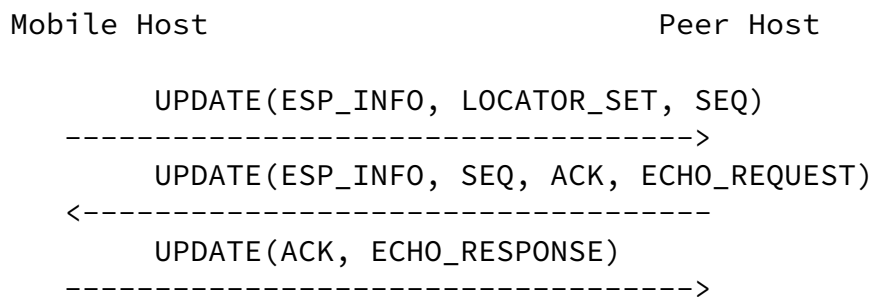 Mobile Host                         Peer Host
     UPDATE(ESP_INFO, LOCATOR_SET, SEQ)
----------------------------------->
     UPDATE(ESP_INFO, SEQ, ACK, ECHO_REQUEST)
<-----------------------------------
     UPDATE(ACK, ECHO_RESPONSE)
----------------------------------->